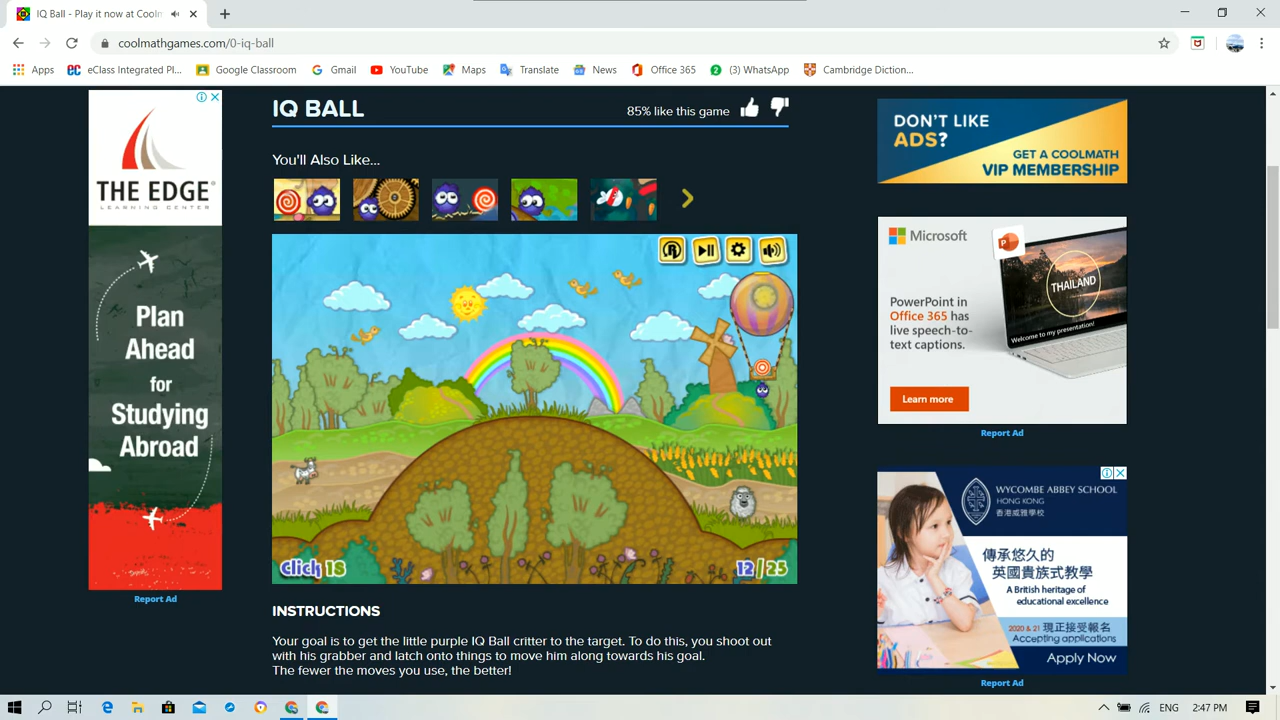 IQ Ball - Play it now at Coolm
coolmathgames.com/0-iq-ball
Apps
eClass Integrated Pl...
Google Classroom
Gmail
YouTube
Maps
Translate
News
Office 365
(3) WhatsApp
Cambridge Diction...
THE EDGE
LEARNING CENTER
Plan
Ahead
for
Studying
Abroad
Report Ad
IQ BALL
85% like this game
You'll Also Like...
Click 18
12/25
INSTRUCTIONS
Your goal is to get the little purple IQ Ball critter to the target. To do this, you shoot out
with his grabber and latch onto things to move him along towards his goal.
The fewer the moves you use, the better!
DON'T LIKE
ADS?
GET A COOLMATH
VIP MEMBERSHIP
Microsoft
PowerPoint in
Office 365 has
live speech-to-
text captions.
Learn more
THAILAND
Welcome to my presentation!
Report Ad
WYCOMBE ABBEY SCHOOL
HONG KONG
香港威雅學校
傳承悠久的
英國貴族式教學
A British heritage of
educational excellence
2020 & 21 現正接受報名
Accepting applications
Apply Now
Report Ad
ENG
2:47 PM